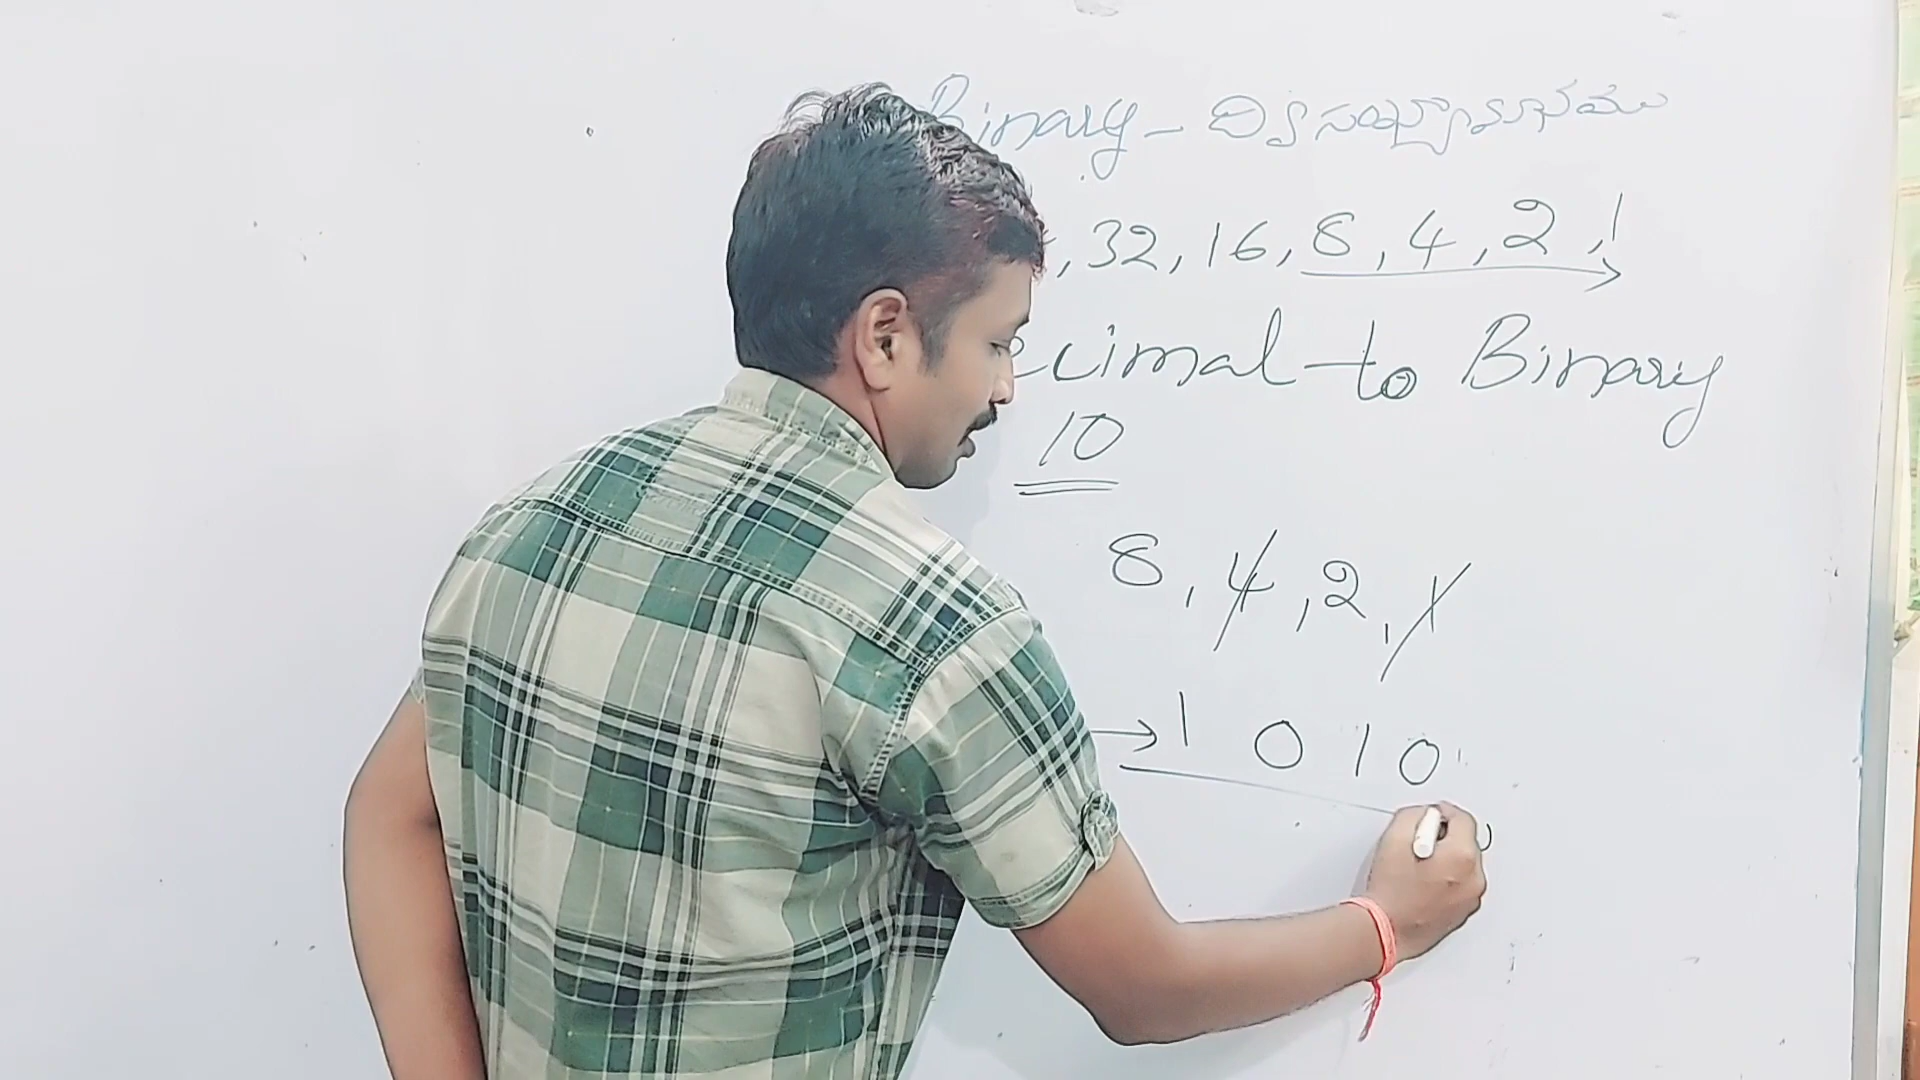 Binary - ద్విసంఖ్యామానము
, 32, 16, 8, 4, 2, 1
ecimal to Binary
10
8, 4, 2, 1
→ 1 0 1 0